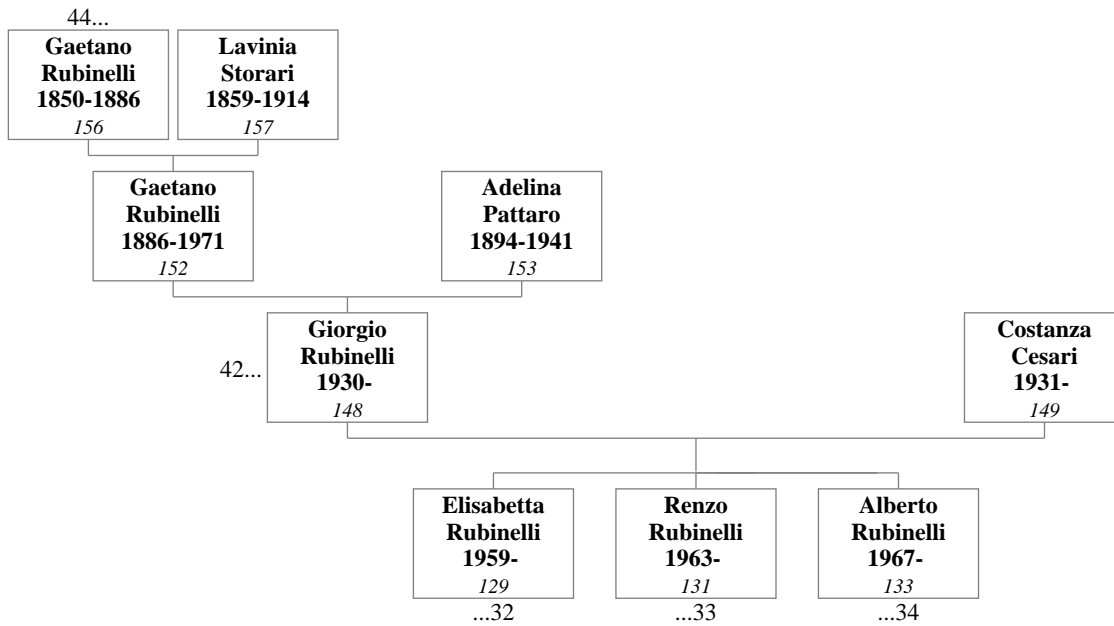 44...
Gaetano
Rubinelli
1850-1886
156
Lavinia
Storari
1859-1914
157
Gaetano
Rubinelli
1886-1971
152
Adelina
Pattaro
1894-1941
153
42...
Giorgio
Rubinelli
1930-
148
Costanza
Cesari
1931-
149
Elisabetta
Rubinelli
1959-
129
...32
Renzo
Rubinelli
1963-
131
...33
Alberto
Rubinelli
1967-
133
...34